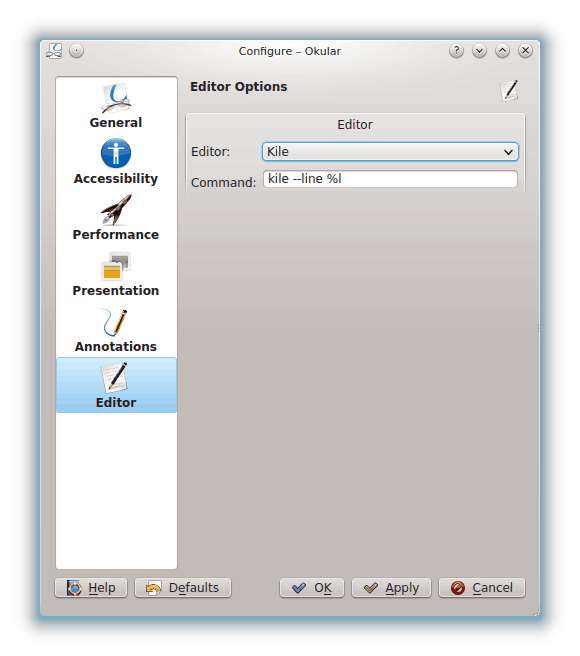 Configure – Okular
General
Accessibility
Performance
Presentation
Annotations
Editor
Editor Options
Editor
Editor: Kile
Command: kile --line %l
Help Defaults OK Apply Cancel